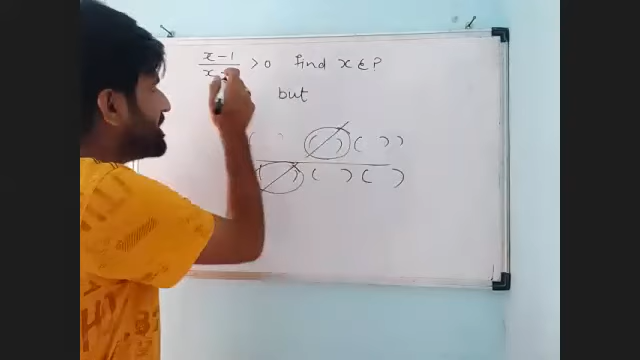 x-1
x > 0 find x ∈ ?
but
( ) ( ) ( ) )
( ) ( ) ( )